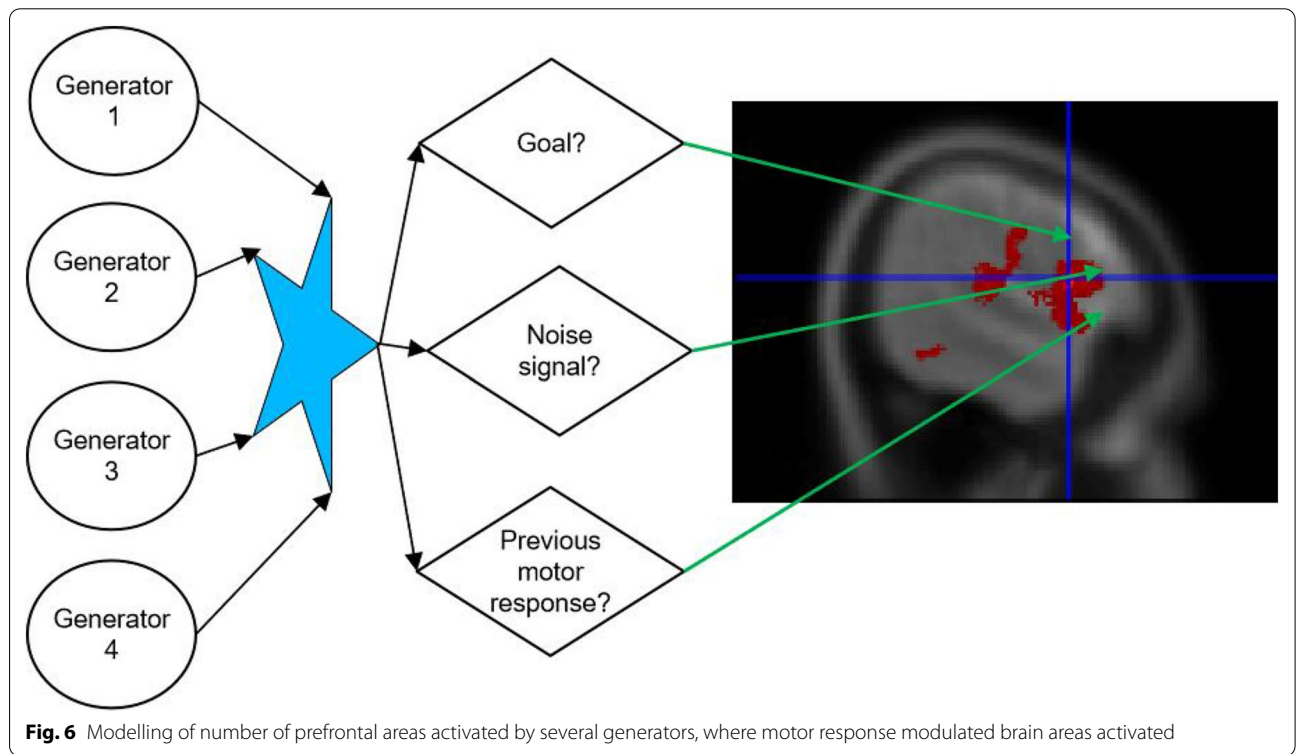 Generator
1
Generator
2
Generator
3
Generator
4
Goal?
Noise
signal?
Previous
motor
response?
Fig. 6 Modelling of number of prefrontal areas activated by several generators, where motor response modulated brain areas activated